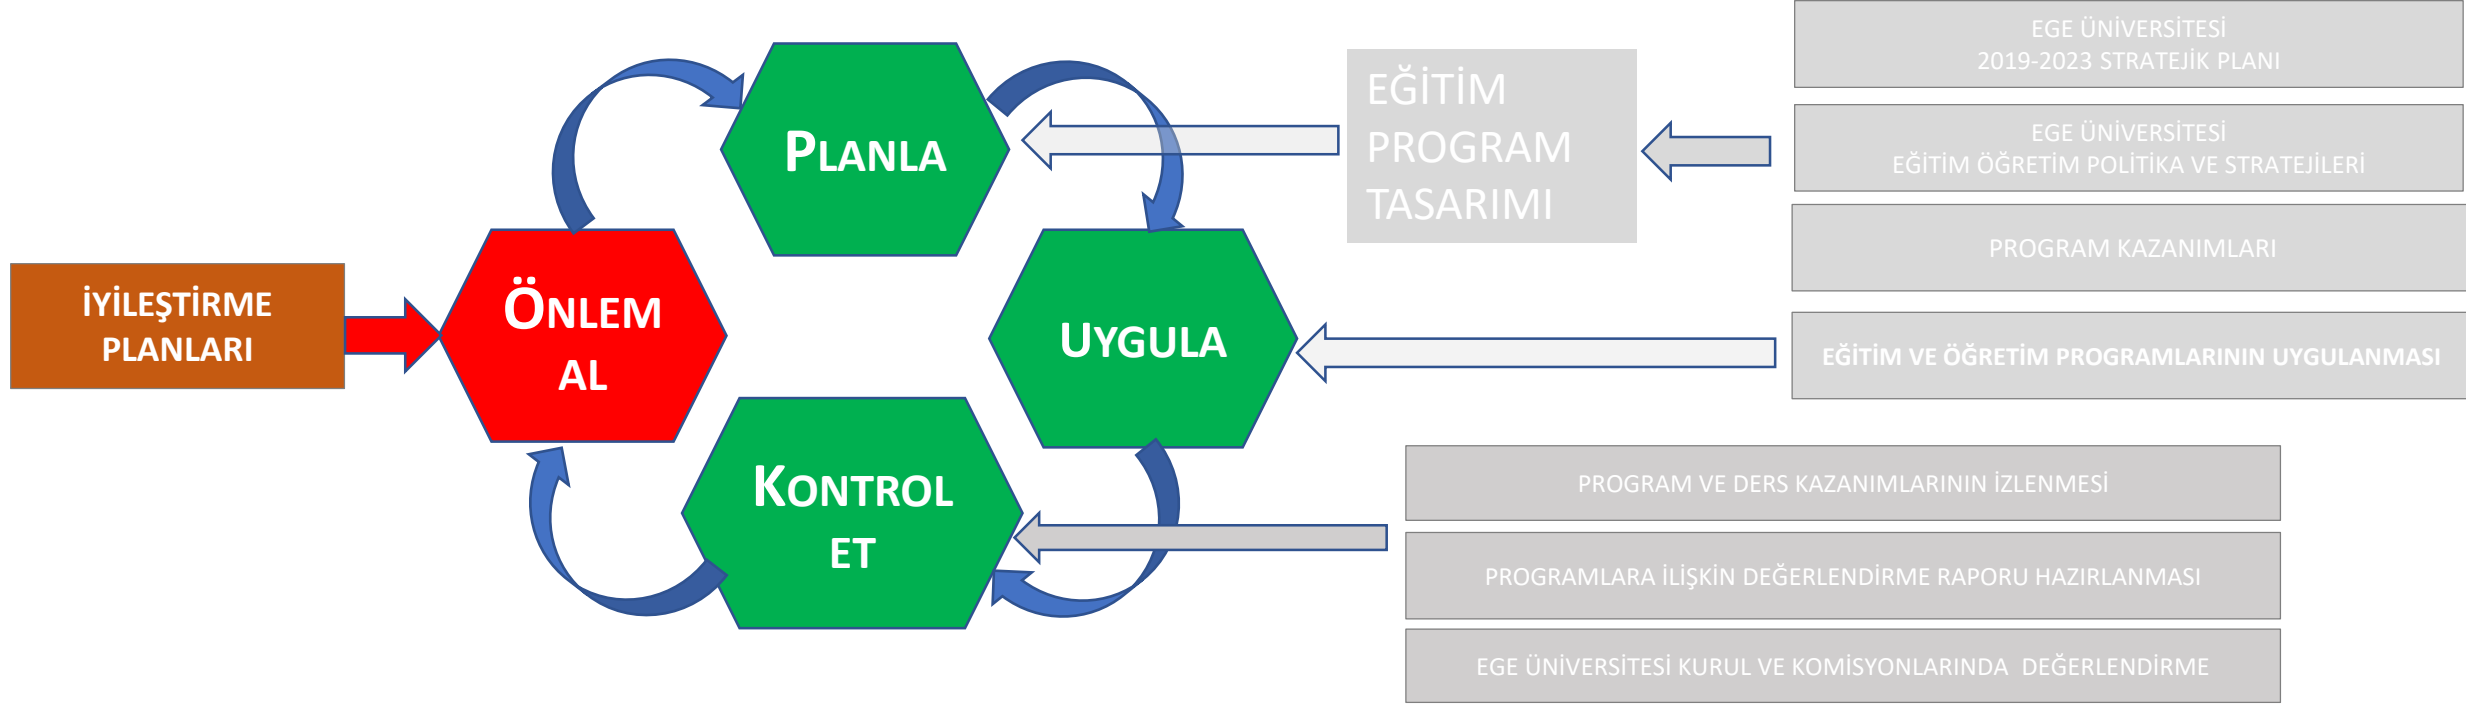 EGE ÜNİVERSİTESİ
2019-2023 STRATEJİK PLANI
EĞİTİM
PROGRAM
TASARIMI
EGE ÜNİVERSİTESİ
EĞİTİM ÖĞRETİM POLİTIKA VE STRATEJİLERİ
PROGRAM KAZANIMLARI
PLANLA
İYİLEŞTİRME
PLANLARI
ÖNLEM
AL
UYGULA
EĞİTİM VE ÖĞRETİM PROGRAMLARININ UYGULANMASI
KONTROL
ET
PROGRAM VE DERS KAZANIMLARININ İZLENMESİ
PROGRAMLARA İLİŞKİN DEĞERLENDİRME RAPORU HAZIRLANMASI
EGE ÜNİVERSİTESİ KURUL VE KOMİSYONLARINDA DEĞERLENDİRME